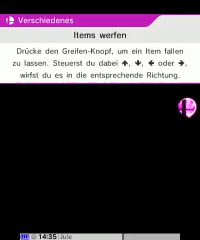 Verschiedenes
Items werfen
Drücke den Greifen-Knopf, um ein Item fallen
zu lassen. Steuerst du dabei ↑, ↓, ← oder →,
wirfst du es in die entsprechende Richtung.
14:35 Jule